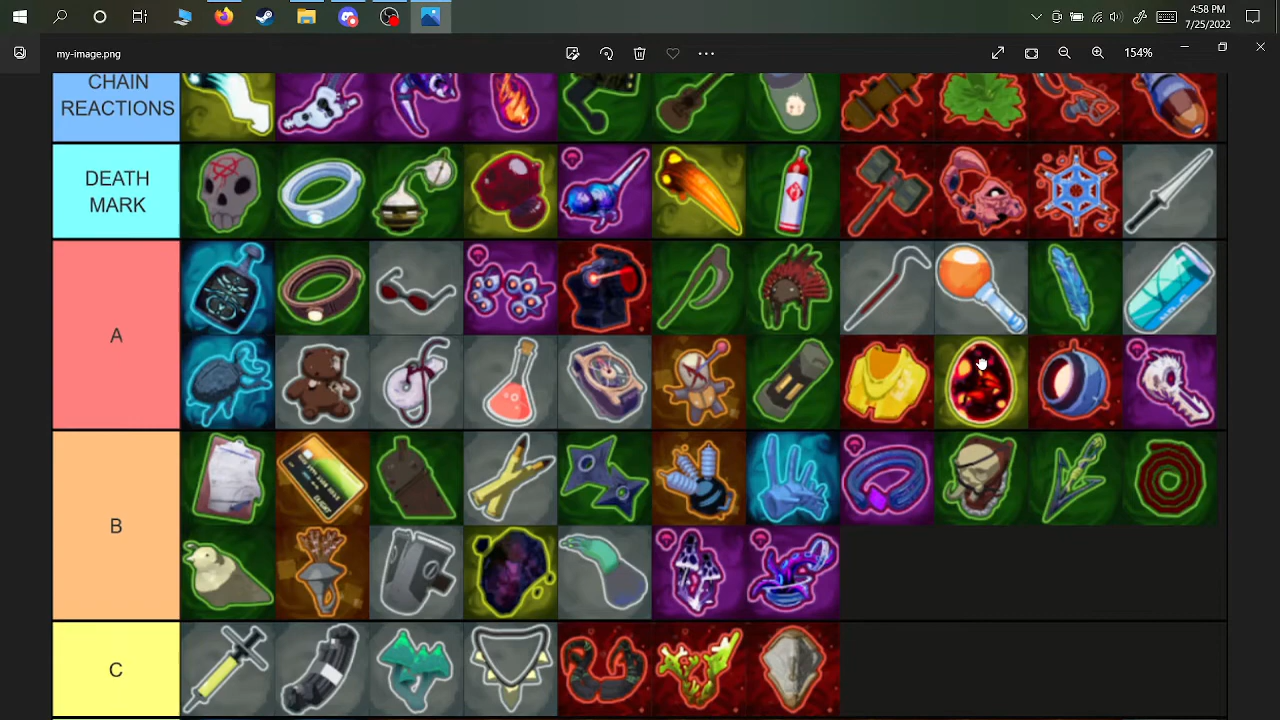 4:58 PM
7/25/2022
my-image.png
154%
CHAIN
REACTIONS
DEATH
MARK
A
B
C